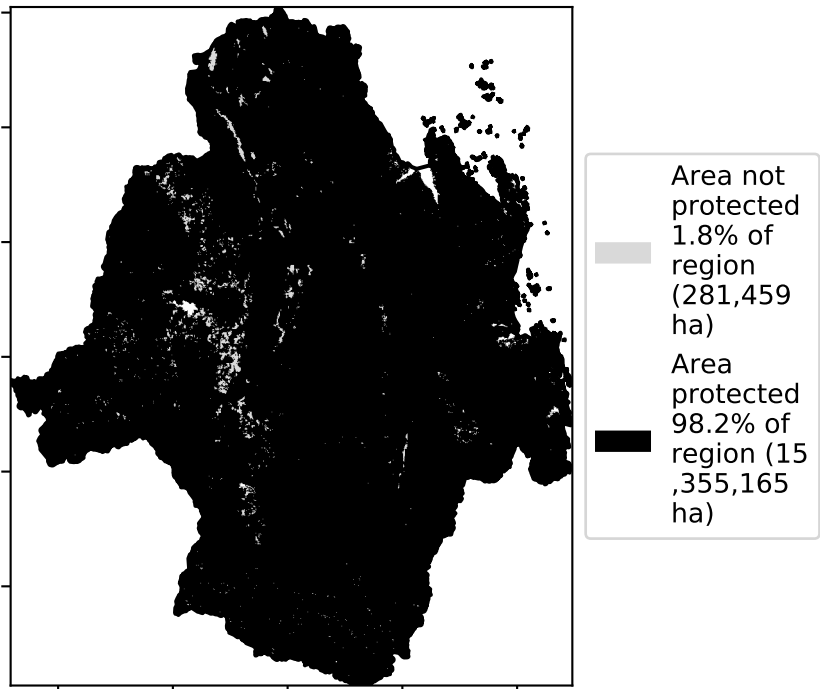 Area not
protected
1.8% of
region
(281,459
ha)
Area
protected
98.2% of
region (15
,355,165
ha)